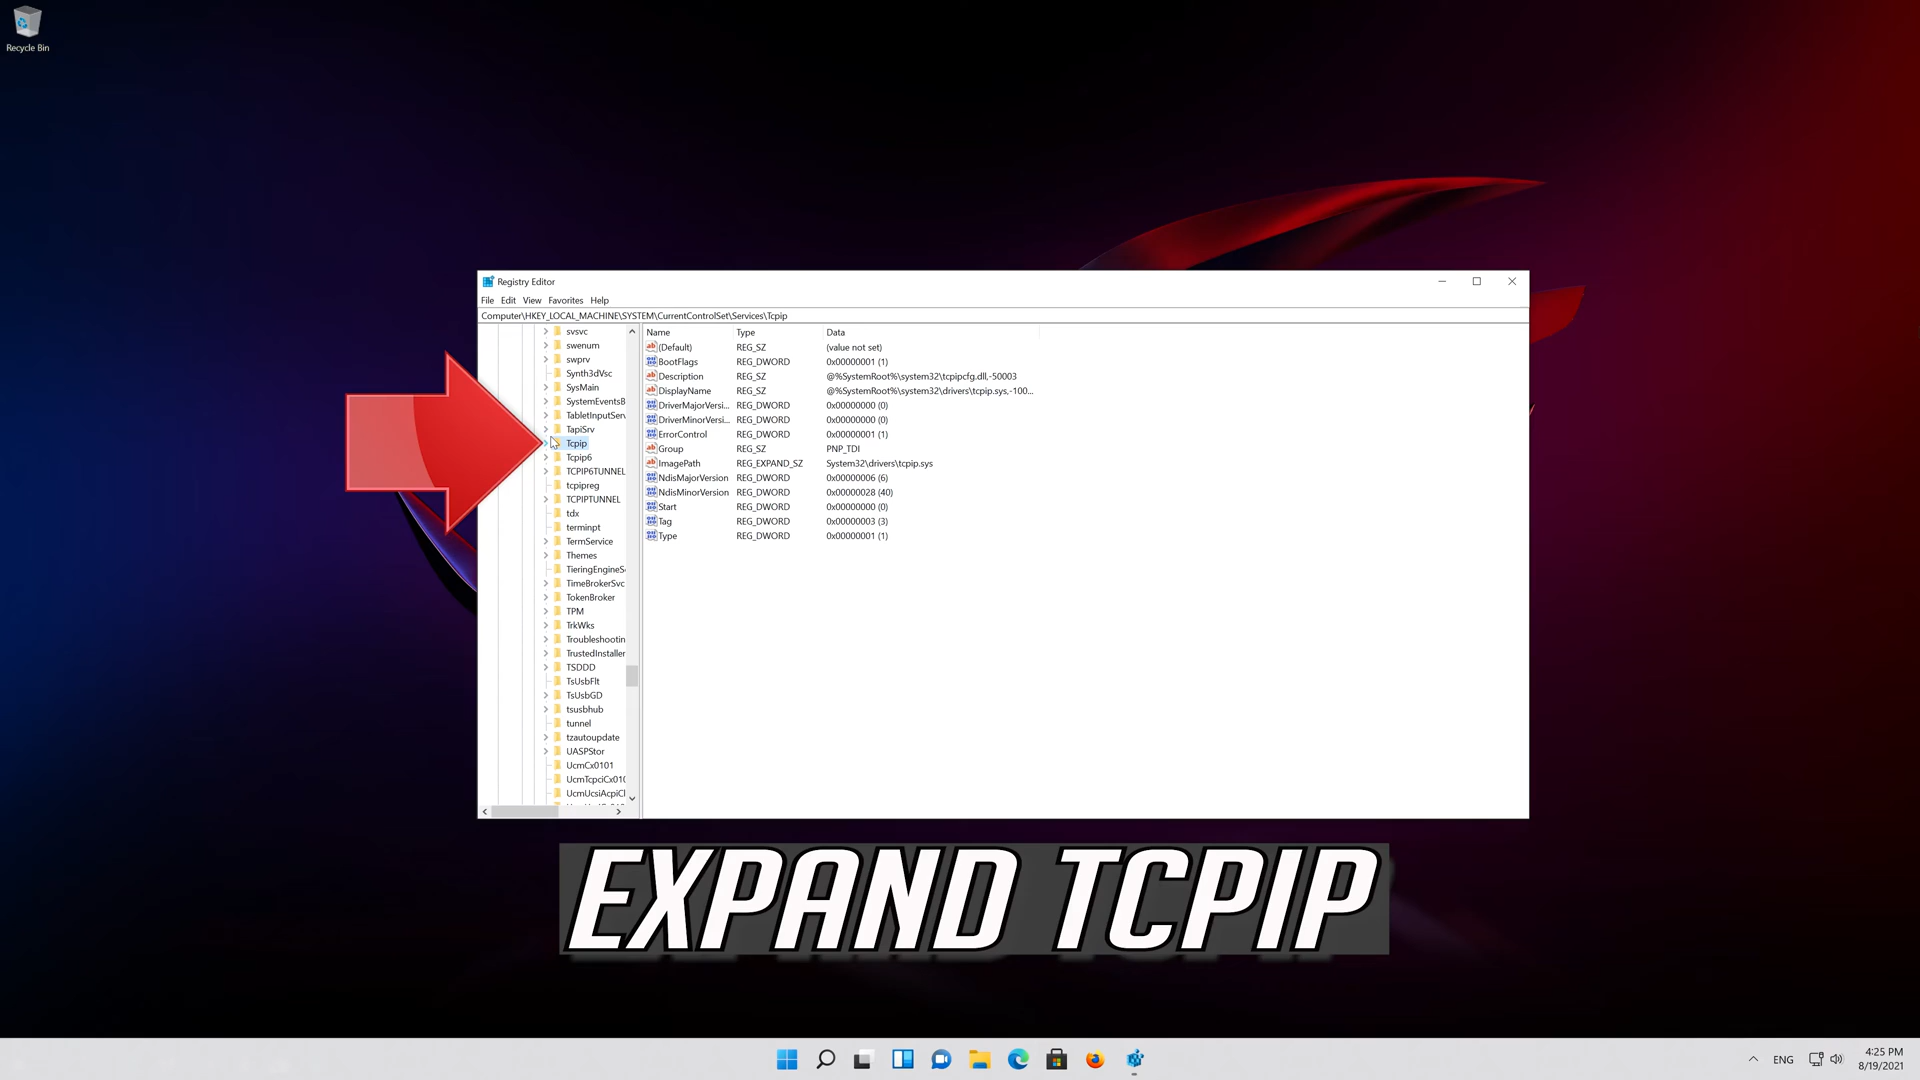 Recycle Bin
Registry Editor
File Edit View Favorites Help
Computer\HKEY_LOCAL_MACHINE\SYSTEM\CurrentControlSet\Services\Tcpip
svsvc
swenum
swprv
Synth3dVsc
SysMain
SystemEventsB
TabletInputServ
TapiSrv
Tcpip
Tcpip6
TCPIP6TUNNEL
tcpipreg
TCPIPTUNNEL
tdx
terminpt
TermService
Themes
TieringEngineSe
TimeBrokerSvc
TokenBroker
TPM
TrkWks
Troubleshootin
TrustedInstaller
TSDDD
TsUsbFlt
TsUsbGD
tsusbhub
tunnel
tzautoupdate
UASPStor
UcmCx0101
UcmTcpciCx010
UcmUcsiAcpiCl
Name Type Data
(Default) REG_SZ (value not set)
BootFlags REG_DWORD 0x00000001 (1)
Description REG_SZ @%SystemRoot%\system32\tcpipcfg.dll,-50003
DisplayName REG_SZ @%SystemRoot%\system32\drivers\tcpip.sys,-100...
DriverMajorVersi... REG_DWORD 0x00000000 (0)
DriverMinorVersi... REG_DWORD 0x00000000 (0)
ErrorControl REG_DWORD 0x00000001 (1)
Group REG_SZ PNP_TDI
ImagePath REG_EXPAND_SZ System32\drivers\tcpip.sys
NdisMajorVersion REG_DWORD 0x00000006 (6)
NdisMinorVersion REG_DWORD 0x00000028 (40)
Start REG_DWORD 0x00000000 (0)
Tag REG_DWORD 0x00000003 (3)
Type REG_DWORD 0x00000001 (1)
EXPAND TCPIP
ENG
4:25 PM
8/19/2021